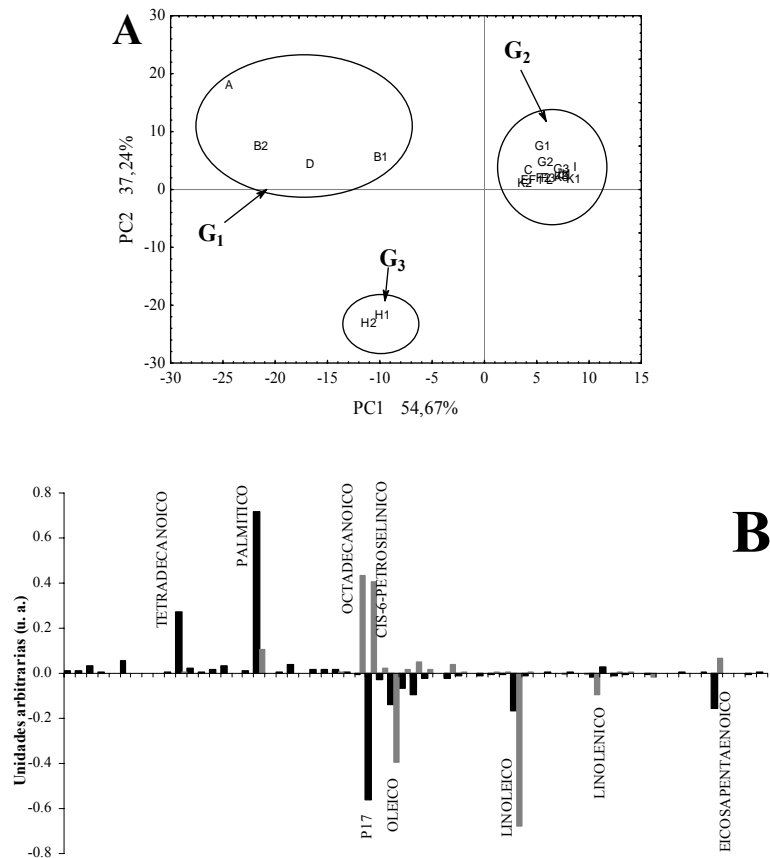 A
G1
G2
G3
PC2 37,24%
30
20
10
0
-10
-20
-30
A
B2
D
B1
G1
G2
G3
I
C
K2
K1
H1
H2
-30
-25
-20
-15
-10
-5
0
5
10
15
PC1 54,67%
B
Unidades arbitrarias (u. a.)
0.8
0.6
0.4
0.2
0.0
-0.2
-0.4
-0.6
-0.8
TETRADECANOICO
PALMITICO
OCTADECANOICO
CIS-6-PETROSELINICO
P17
OLEICO
LINOLEICO
LINOLENICO
EICOSAPENTAENOICO